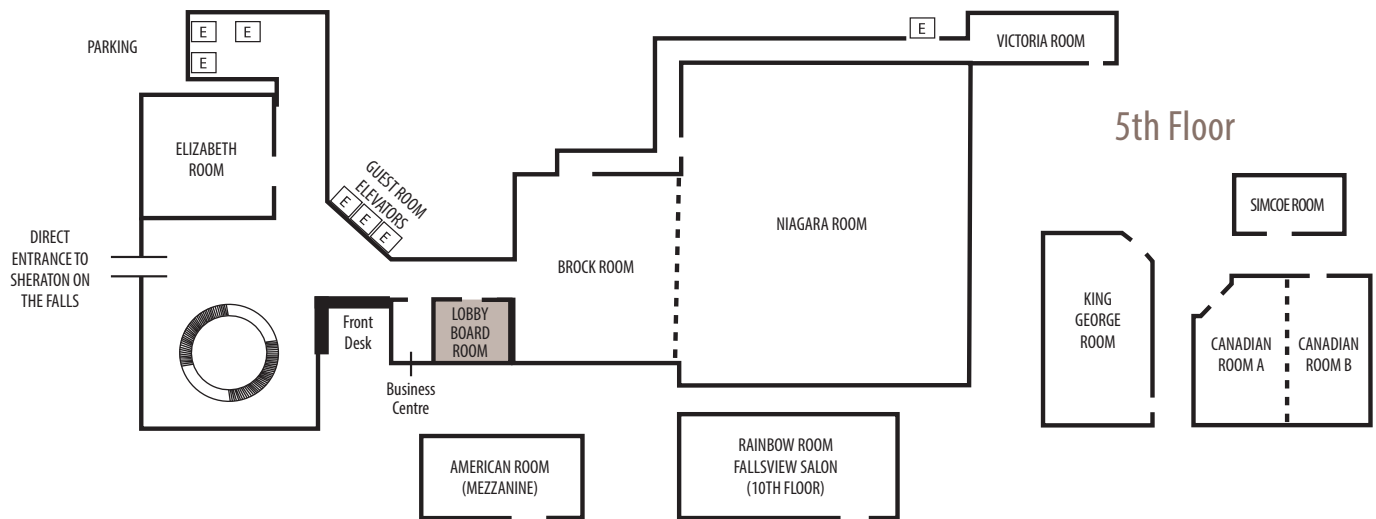 PARKING
E
E
E
ELIZABETH
ROOM
GUEST ROOM
ELEVATORS
E
E
E
DIRECT
ENTRANCE TO
SHERATON ON
THE FALLS
Front
Desk
Business
Centre
LOBBY
BOARD
ROOM
BROCK ROOM
NIAGARA ROOM
E
VICTORIA ROOM
5th Floor
SIMCOE ROOM
KING
GEORGE
ROOM
CANADIAN
ROOM A
CANADIAN
ROOM B
AMERICAN ROOM
(MEZZANINE)
RAINBOW ROOM
FALLSVIEW SALON
(10TH FLOOR)